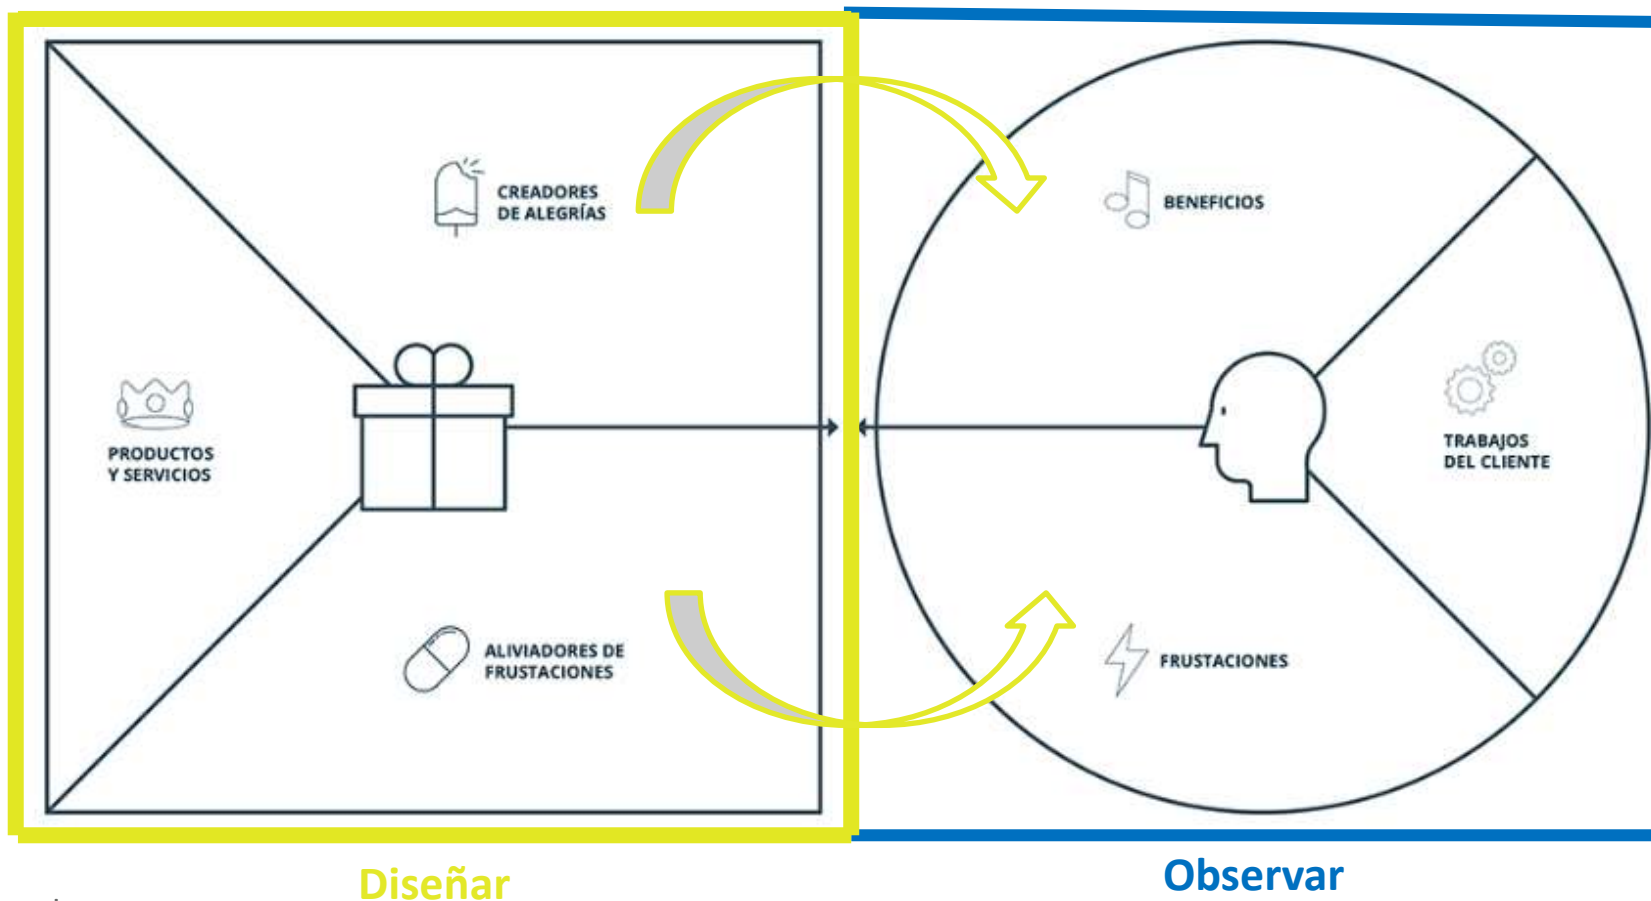 CREADORES
DE ALEGRÍAS
BENEFICIOS
PRODUCTOS
Y SERVICIOS
TRABAJOS
DEL CLIENTE
ALIVIADORES DE
FRUSTACIONES
FRUSTACIONES
Diseñar
Observar